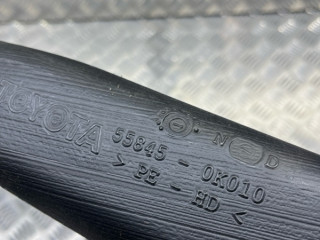 TOYOTA
55845 - 0K010
> PE - HD <
N D